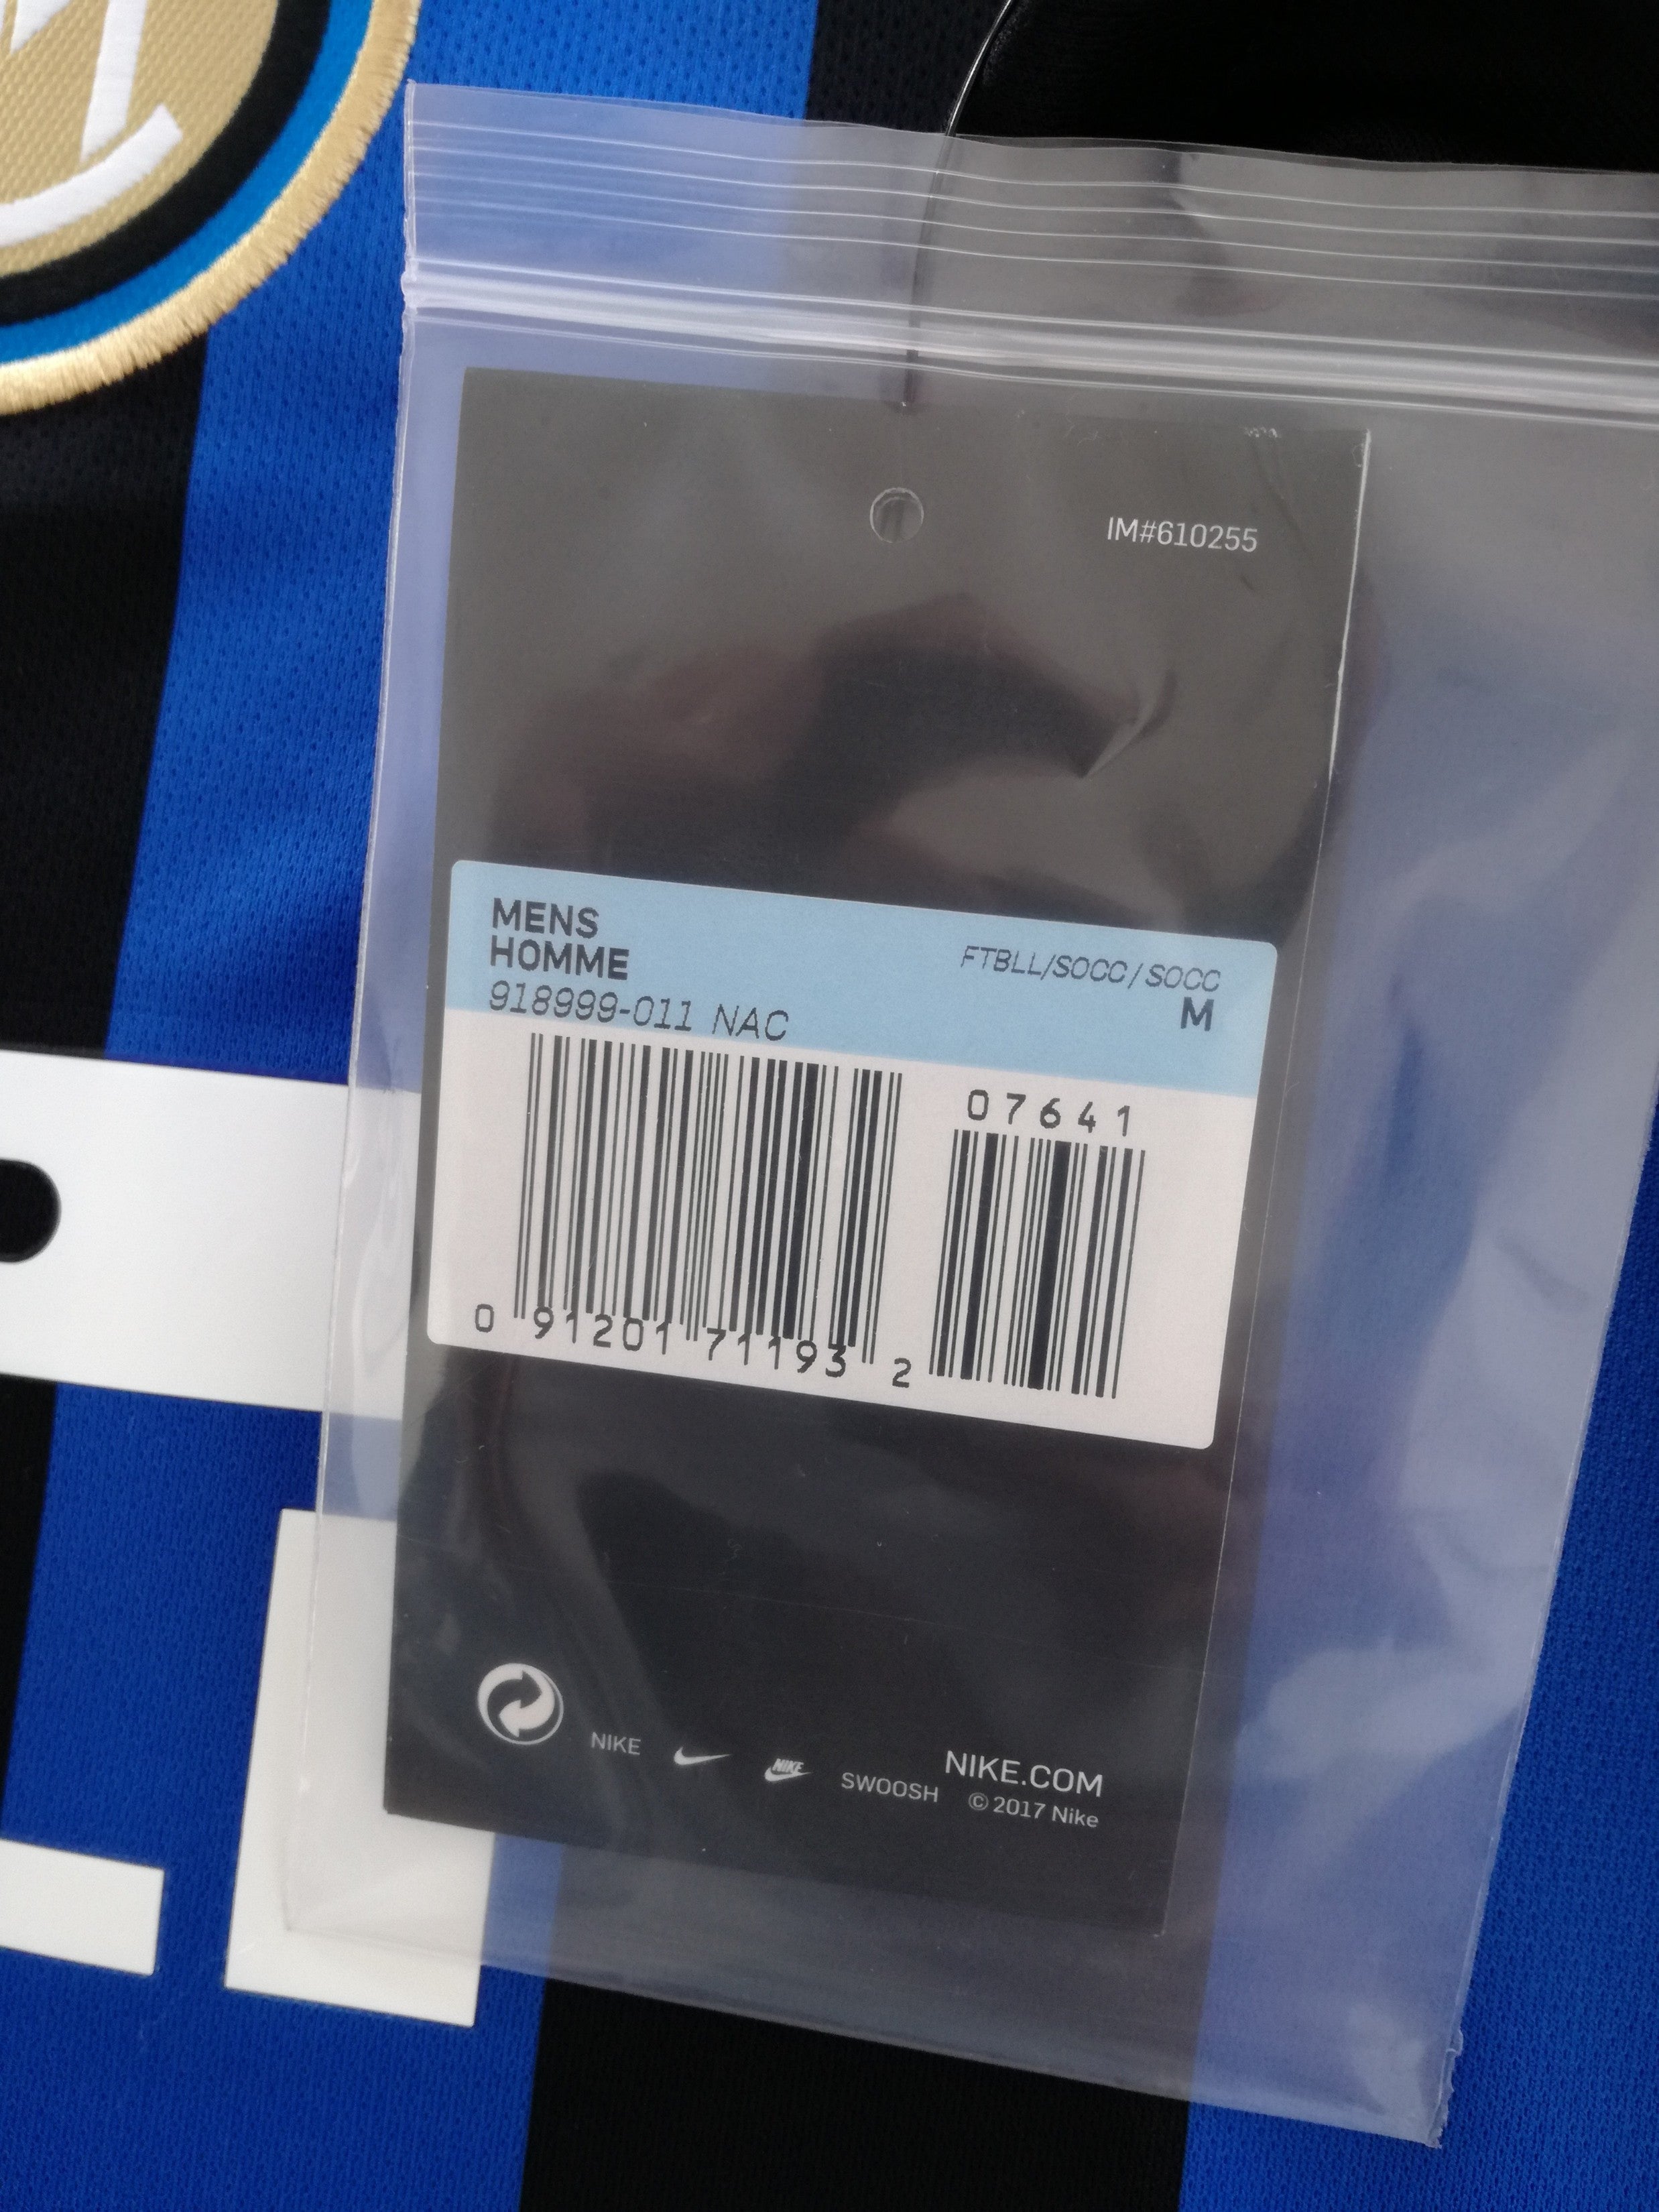 IM#610255
MENS
HOMME
FTBLL/SOCC/SOCC
918999-011 NAC
M
07641
0 91201 71193 2
NIKE
NIKE
SWOOSH
NIKE.COM
© 2017 Nike